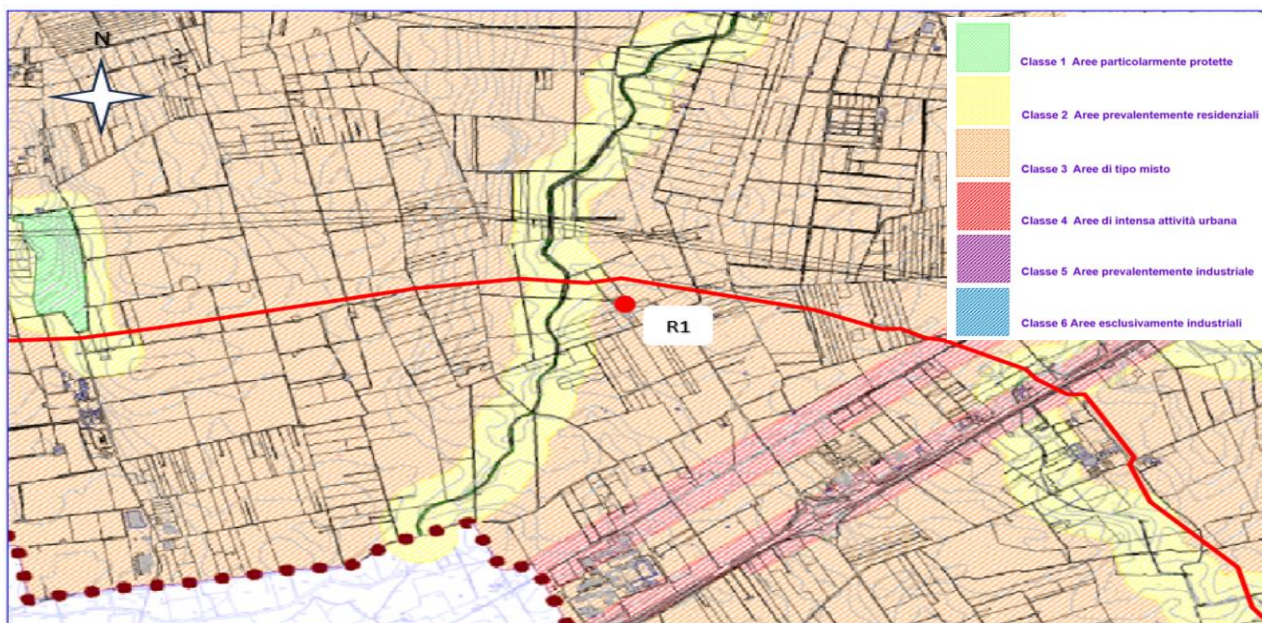 N
Classe 1 Aree particolarmente protette
Classe 2 Aree prevalentemente residenziali
Classe 3 Aree di tipo misto
Classe 4 Aree di intensa attività urbana
Classe 5 Aree prevalentemente industriale
Classe 6 Aree esclusivamente industriali
R1